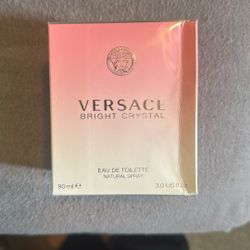 VERSACE
BRIGHT CRYSTAL
EAU DE TOILETTE
NATURAL SPRAY
90 ml e 3.0 US fl.oz